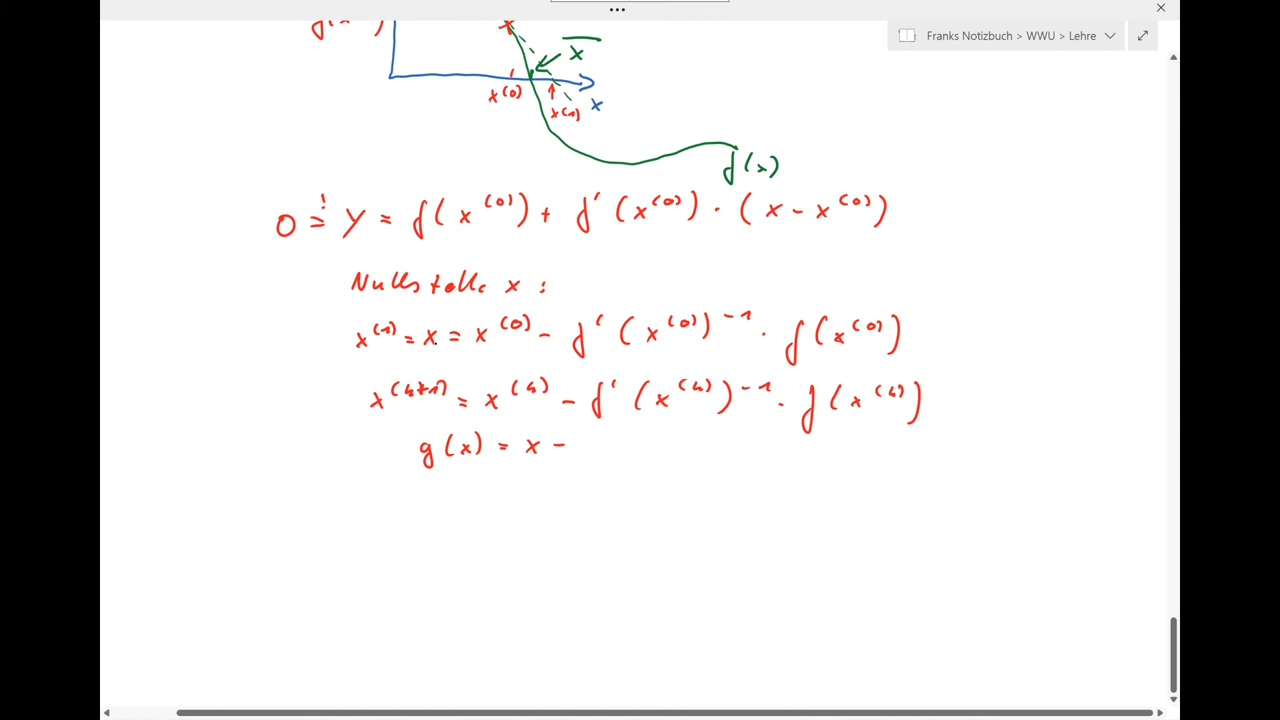 Franks Notizbuch > WWU > Lehre
x̄
x^(0)
x^(1)
x
f(x)
0 =! y = f(x^(0)) + f'(x^(0)) · (x - x^(0))
Nullstelle x :
x^(1) = x = x^(0) - f'(x^(0))^-1 · f(x^(0))
x^(k+1) = x^(k) - f'(x^(k))^-1 · f(x^(k))
g(x) = x -